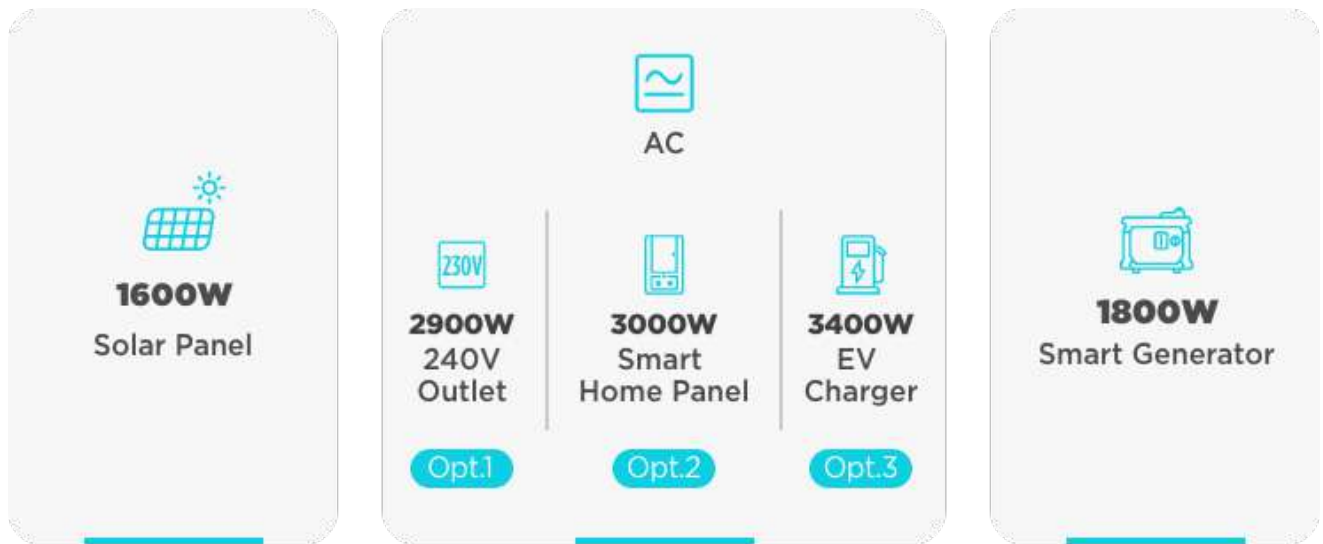 1600W
Solar Panel
AC
230V
2900W
240V
Outlet
Opt.1
3000W
Smart
Home Panel
Opt.2
3400W
EV
Charger
Opt.3
1800W
Smart Generator